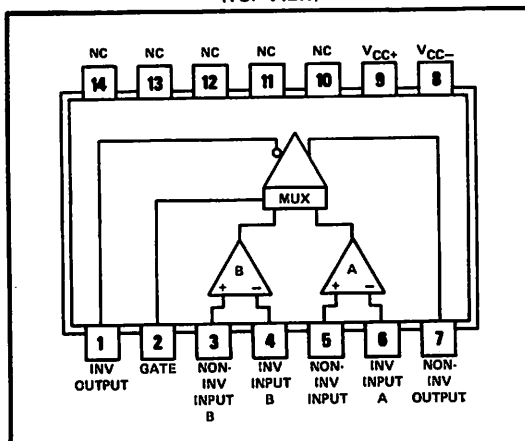 NC NC NC NC NC VCC+ VCC−
14 13 12 11 10 9 8
MUX
B A
+ − + −
1 2 3 4 5 6 7
INV OUTPUT
GATE
NON-INV INPUT B
INV INPUT B
NON-INV INPUT
INV INPUT A
NON-INV OUTPUT